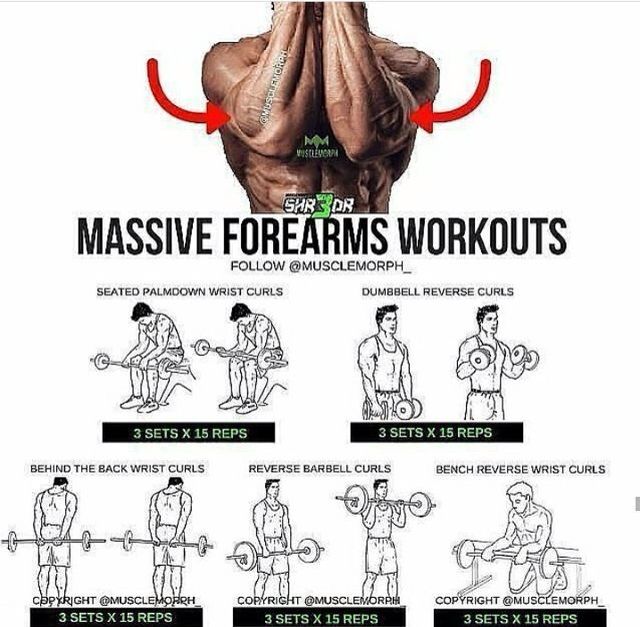 @MUSCLEMORPH_
MUSCLEMORPH
SHR3DR
MASSIVE FOREARMS WORKOUTS
FOLLOW @MUSCLEMORPH_
SEATED PALMDOWN WRIST CURLS
DUMBBELL REVERSE CURLS
3 SETS X 15 REPS
3 SETS X 15 REPS
BEHIND THE BACK WRIST CURLS
REVERSE BARBELL CURLS
BENCH REVERSE WRIST CURLS
COPYRIGHT @MUSCLEMORPH_
COPYRIGHT @MUSCLEMORPH_
COPYRIGHT @MUSCLEMORPH_
3 SETS X 15 REPS
3 SETS X 15 REPS
3 SETS X 15 REPS